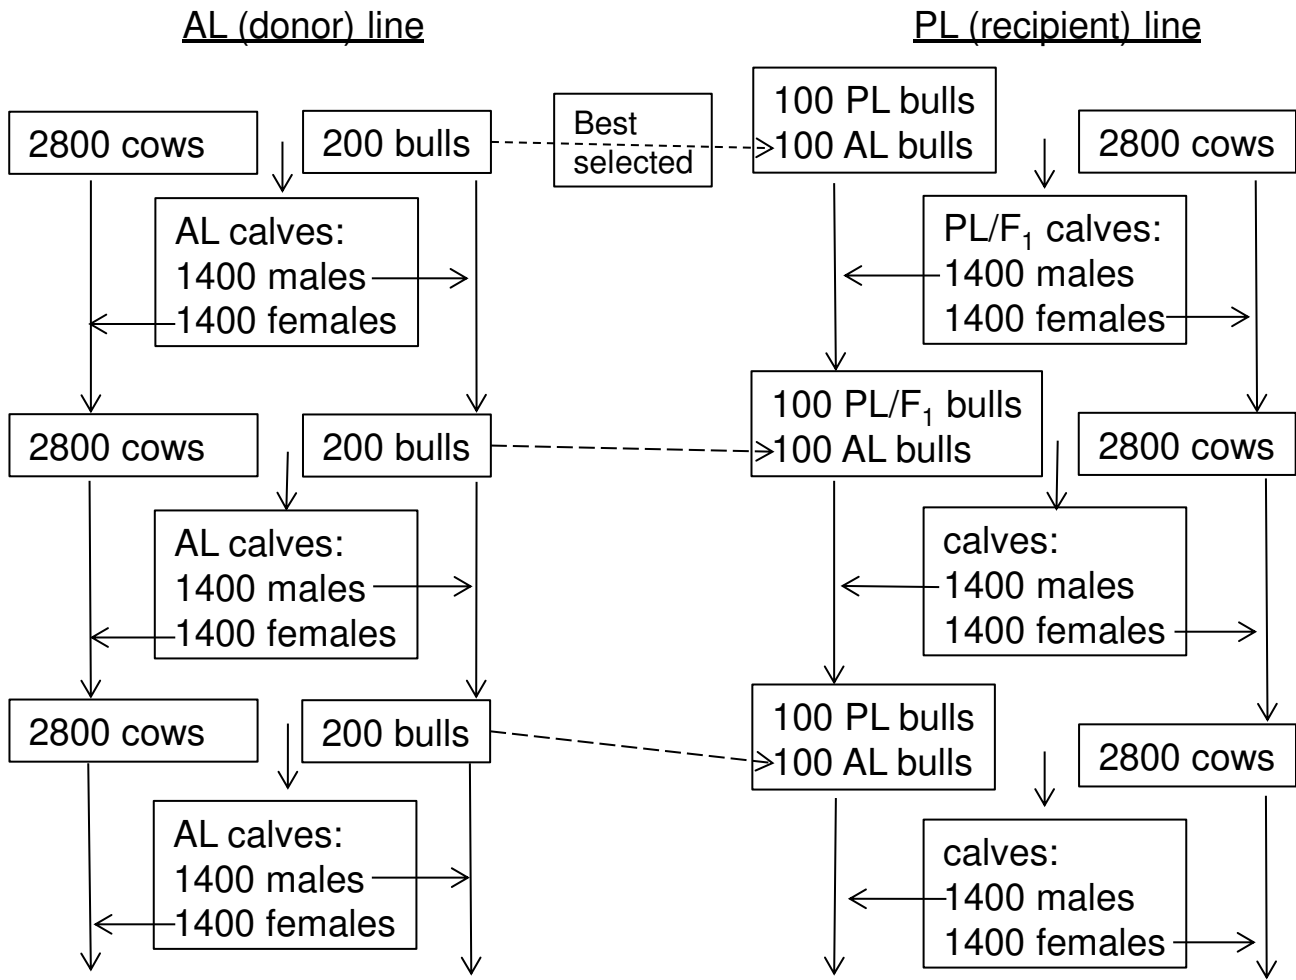 AL (donor) line
PL (recipient) line
2800 cows
200 bulls
Best
selected
100 PL bulls
100 AL bulls
2800 cows
AL calves:
1400 males
1400 females
PL/F₁ calves:
1400 males
1400 females
2800 cows
200 bulls
100 PL/F₁ bulls
100 AL bulls
2800 cows
AL calves:
1400 males
1400 females
calves:
1400 males
1400 females
2800 cows
200 bulls
100 PL bulls
100 AL bulls
2800 cows
AL calves:
1400 males
1400 females
calves:
1400 males
1400 females